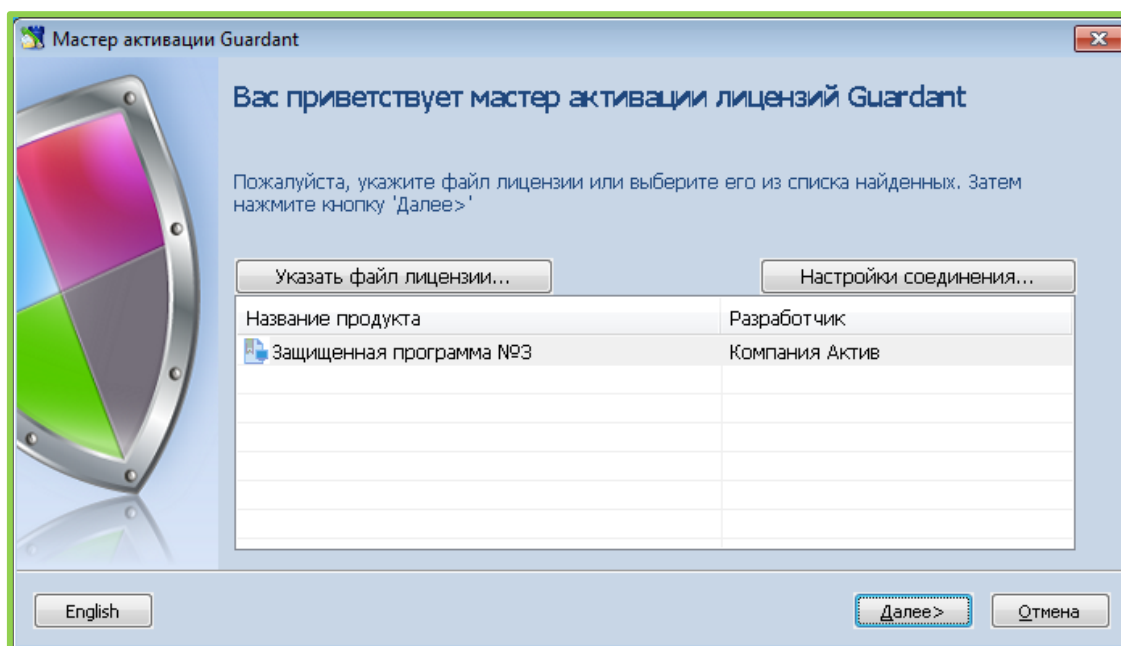 Мастер активации Guardant
Вас приветствует мастер активации лицензий Guardant
Пожалуйста, укажите файл лицензии или выберите его из списка найденных. Затем
нажмите кнопку 'Далее>'
Указать файл лицензии... Настройки соединения...
Название продукта Разработчик
Защищенная программа №3 Компания Актив
English Далее> Отмена